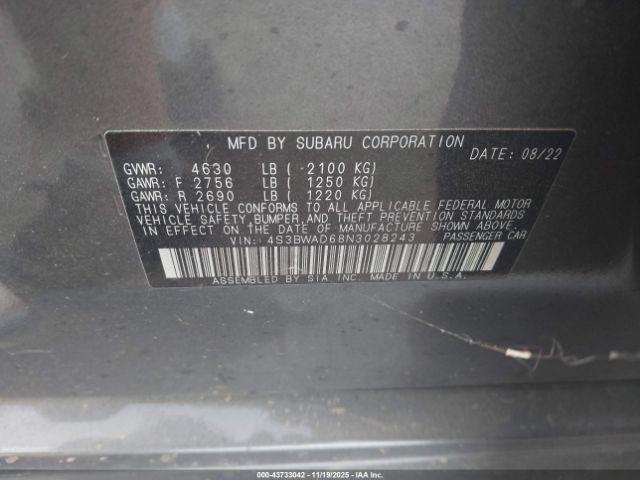 MFD BY SUBARU CORPORATION
DATE: 08/22
GVWR: 4630 LB ( 2100 KG)
GAWR: F 2756 LB ( 1250 KG)
GAWR: R 2690 LB ( 1220 KG)
THIS VEHICLE CONFORMS TO ALL APPLICABLE FEDERAL MOTOR
VEHICLE SAFETY, BUMPER, AND THEFT PREVENTION STANDARDS
IN EFFECT ON THE DATE OF MANUFACTURE SHOWN ABOVE.
VIN: 4S3BWAD68N3028243 PASSENGER CAR
ASSEMBLED BY SIA INC. MADE IN U.S.A.
000-43733042 - 11/19/2025 - IAA Inc.